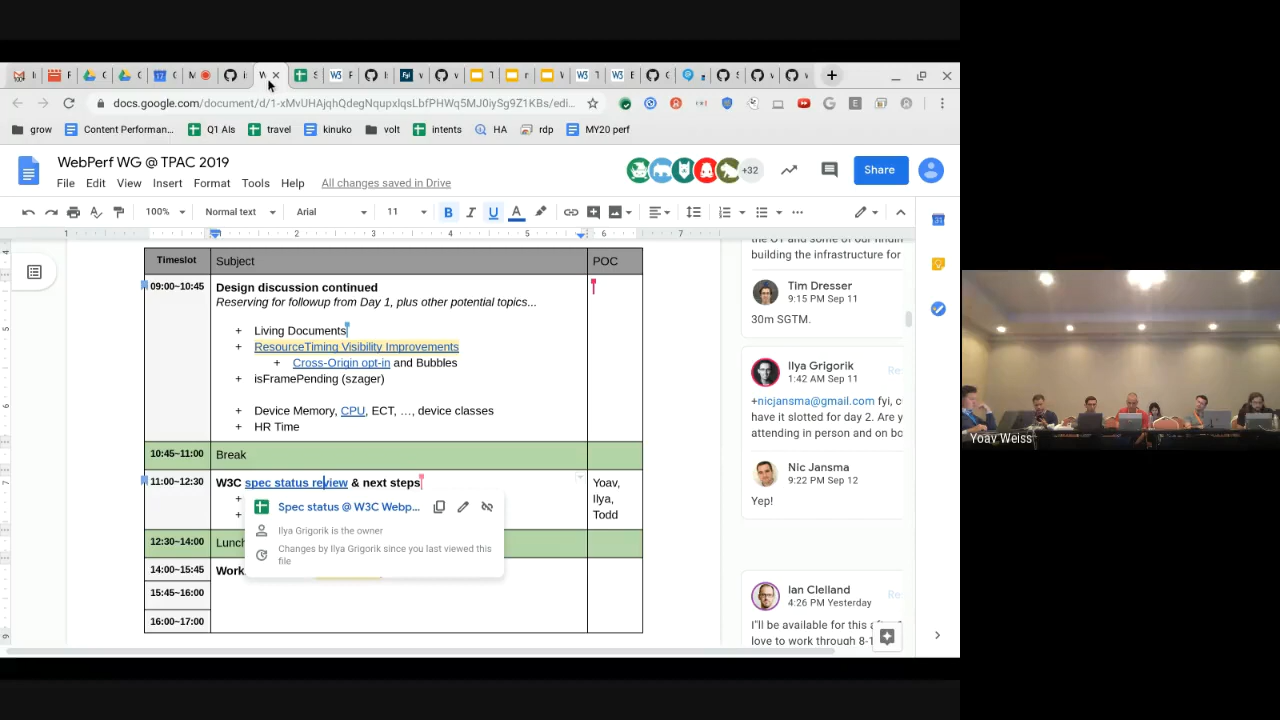 docs.google.com/document/d/1-xMvUHAjqhQdegNqupxlqsLbfPHWq5MJ0iySg9Z1KBs/edi...
grow
Content Performan...
Q1 AIs
travel
kinuko
volt
intents
HA
rdp
MY20 perf
WebPerf WG @ TPAC 2019
+32
Share
File Edit View Insert Format Tools Help All changes saved in Drive
100% Normal text Arial 11
Timeslot Subject POC
09:00~10:45 Design discussion continued
Reserving for followup from Day 1, plus other potential topics...
+ Living Documents
+ ResourceTiming Visibility Improvements
+ Cross-Origin opt-in and Bubbles
+ isFramePending (szager)
+ Device Memory, CPU, ECT, …, device classes
+ HR Time
10:45~11:00 Break
11:00~12:30 W3C spec status review & next steps
Yoav,
Ilya,
Todd
Spec status @ W3C Webp...
Ilya Grigorik is the owner
Changes by Ilya Grigorik since you last viewed this
file
12:30~14:00 Lunch
14:00~15:45 Work
15:45~16:00
16:00~17:00
building the infrastructure for
Tim Dresser
9:15 PM Sep 11
30m SGTM.
Ilya Grigorik
1:42 AM Sep 11
Re
+nicjansma@gmail.com fyi, c
have it slotted for day 2. Are y
attending in person and on bo
Nic Jansma
9:22 PM Sep 12
Yep!
Ian Clelland
4:26 PM Yesterday
Re
I'll be available for this
love to work through 8-1
Yoav Weiss